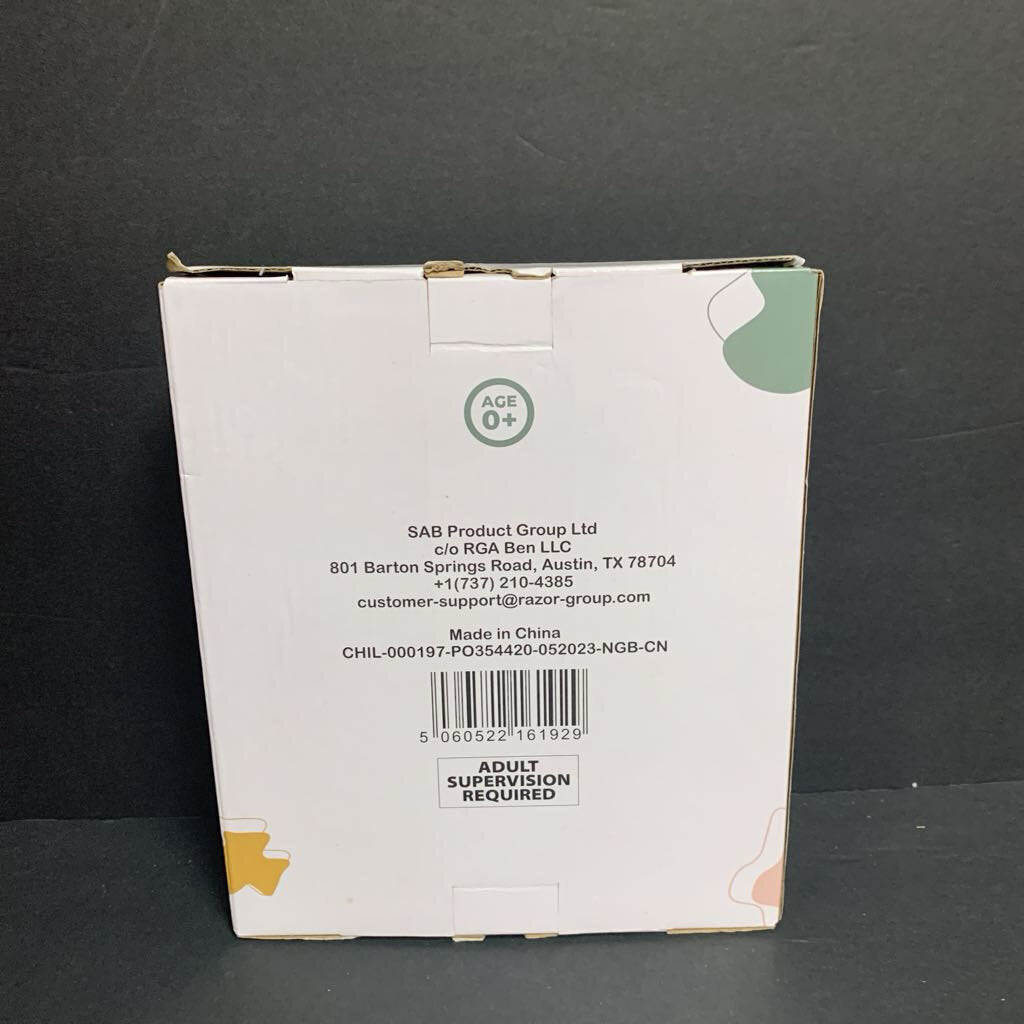 AGE
0+
SAB Product Group Ltd
c/o RGA Ben LLC
801 Barton Springs Road, Austin, TX 78704
+1(737) 210-4385
customer-support@razor-group.com
Made in China
CHIL-000197-PO354420-052023-NGB-CN
5 060522 161929
ADULT
SUPERVISION
REQUIRED